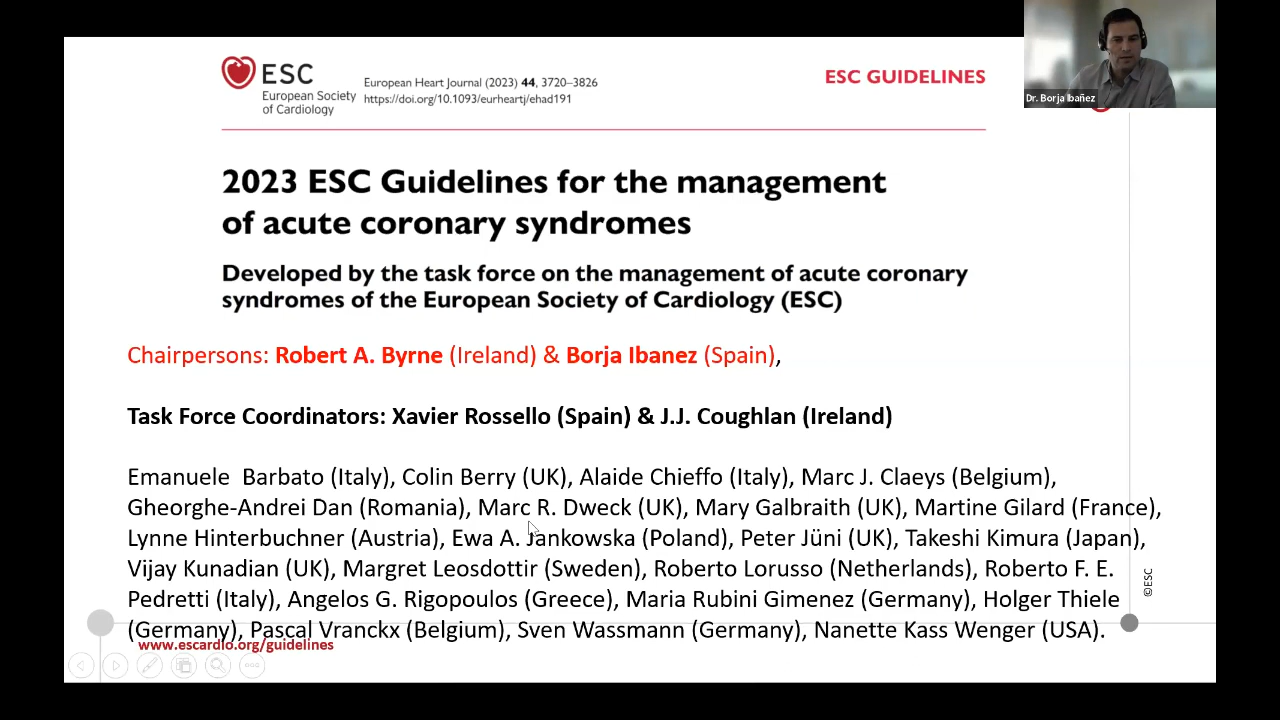 ESC
European Society
of Cardiology
European Heart Journal (2023) 44, 3720–3826
https://doi.org/10.1093/eurheartj/ehad191
ESC GUIDELINES
Dr. Borja Ibañez
2023 ESC Guidelines for the management
of acute coronary syndromes
Developed by the task force on the management of acute coronary
syndromes of the European Society of Cardiology (ESC)
Chairpersons: Robert A. Byrne (Ireland) & Borja Ibanez (Spain),
Task Force Coordinators: Xavier Rossello (Spain) & J.J. Coughlan (Ireland)
Emanuele Barbato (Italy), Colin Berry (UK), Alaide Chieffo (Italy), Marc J. Claeys (Belgium),
Gheorghe-Andrei Dan (Romania), Marc R. Dweck (UK), Mary Galbraith (UK), Martine Gilard (France),
Lynne Hinterbuchner (Austria), Ewa A. Jankowska (Poland), Peter Jüni (UK), Takeshi Kimura (Japan),
Vijay Kunadian (UK), Margret Leosdottir (Sweden), Roberto Lorusso (Netherlands), Roberto F. E.
Pedretti (Italy), Angelos G. Rigopoulos (Greece), Maria Rubini Gimenez (Germany), Holger Thiele
(Germany), Pascal Vranckx (Belgium), Sven Wassmann (Germany), Nanette Kass Wenger (USA).
©ESC
www.escardio.org/guidelines